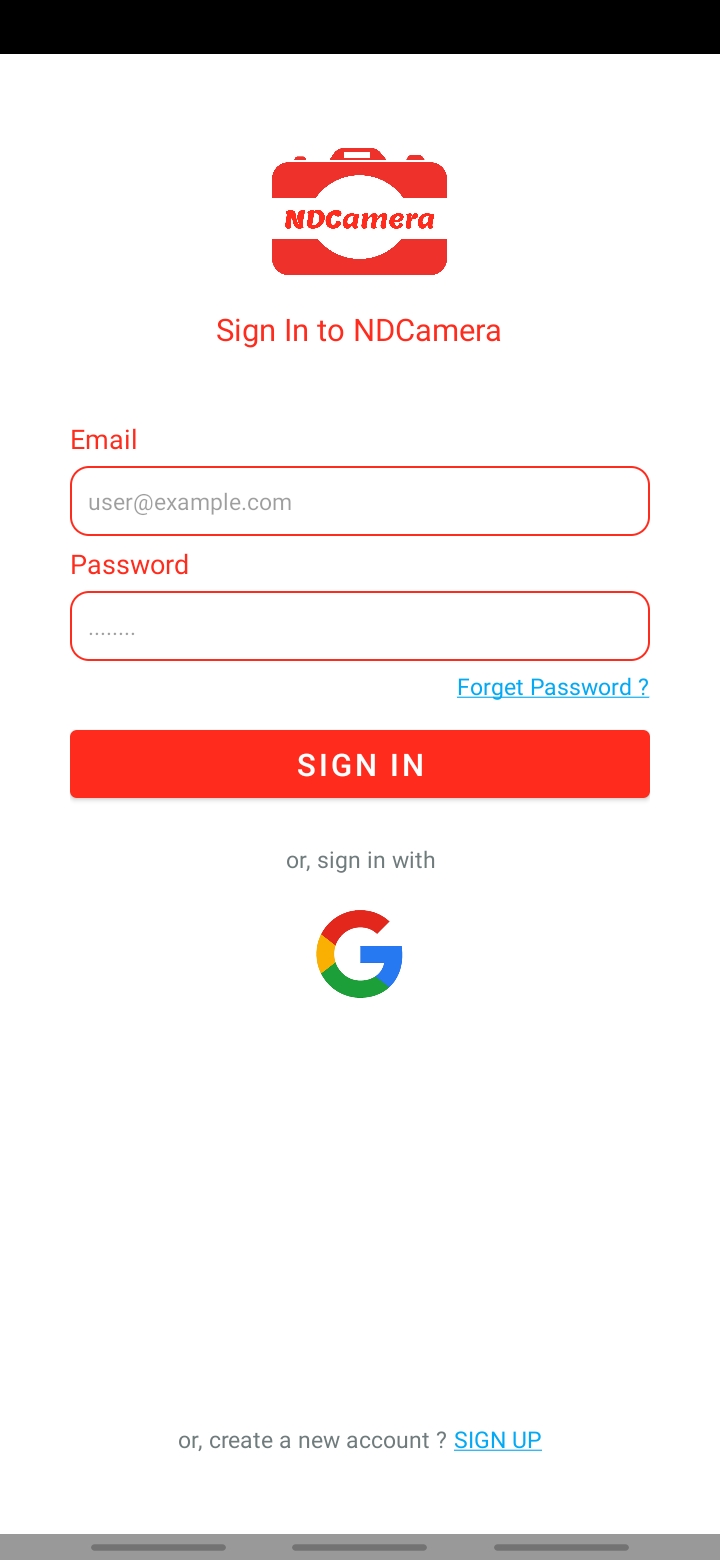 NDCamera
Sign In to NDCamera
Email
user@example.com
Password
........
Forget Password ?
SIGN IN
or, sign in with
or, create a new account ? SIGN UP